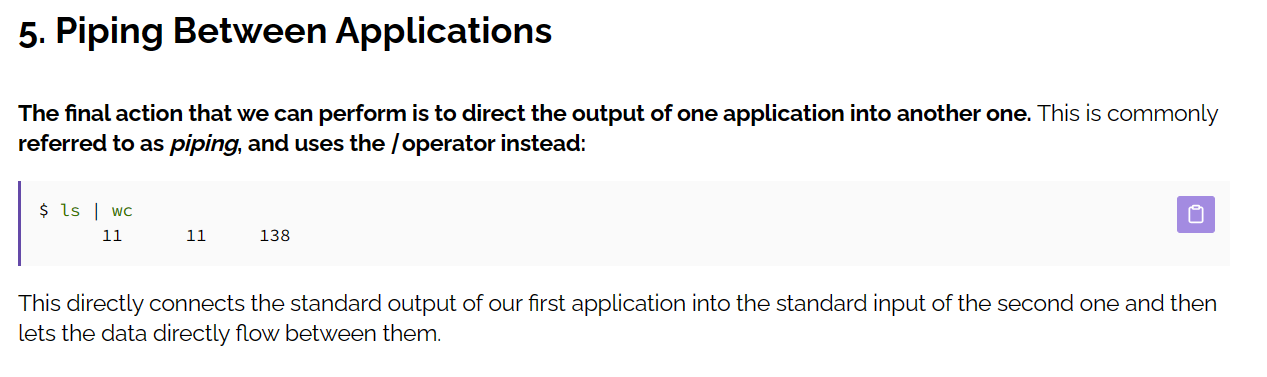 5. Piping Between Applications
The final action that we can perform is to direct the output of one application into another one. This is commonly
referred to as piping, and uses the | operator instead:
$ ls | wc
11 11 138
This directly connects the standard output of our first application into the standard input of the second one and then
lets the data directly flow between them.